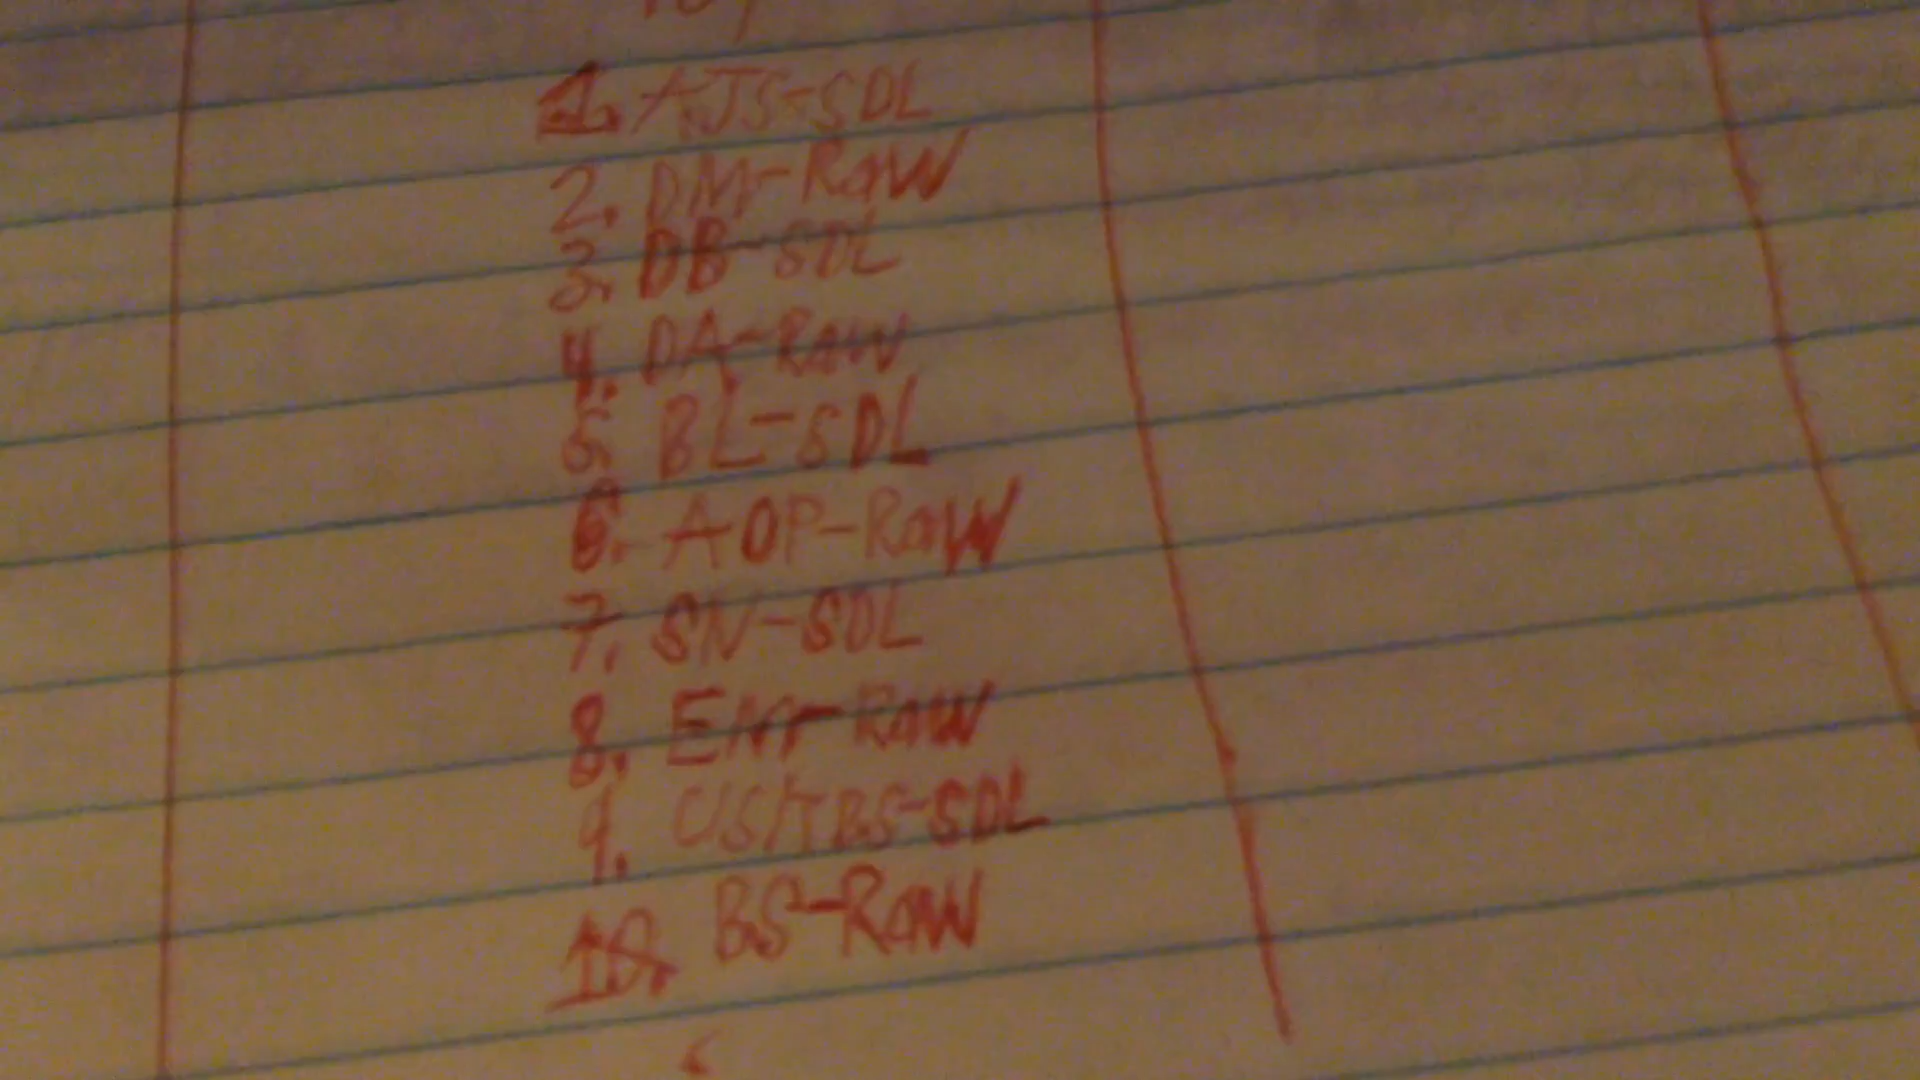 1. AJS-SDL
2. DM-RAW
3. DB-SDL
4. DA-RAW
5. BL-SDL
6. AOP-RAW
7. SN-SDL
8. EM-RAW
9. US/TBS-SDL
10. BS-RAW